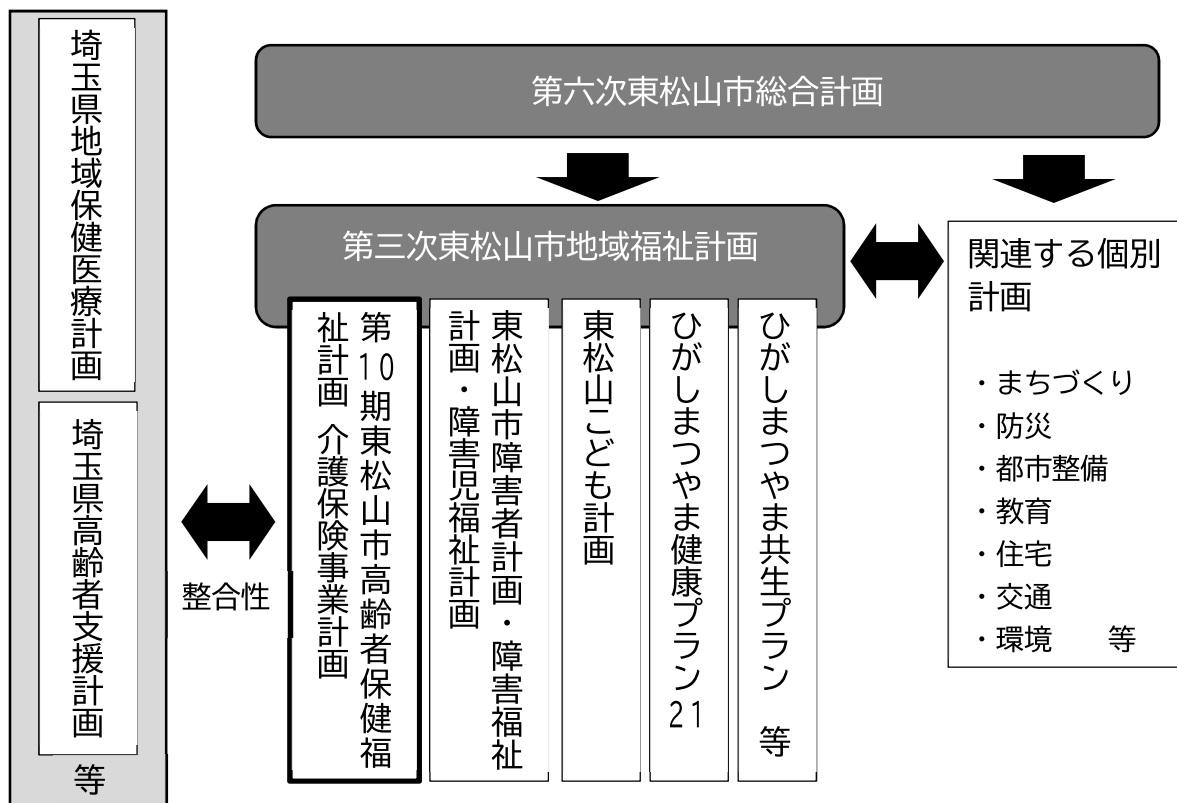 埼玉県地域保健医療計画
埼玉県高齢者支援計画
等
整合性
第六次東松山市総合計画
第三次東松山市地域福祉計画
第10期東松山市高齢者保健福
祉計画 介護保険事業計画
東松山市障害者計画・障害福祉
計画・障害児福祉計画
東松山こども計画
ひがしまつやま健康プラン21
ひがしまつやま共生プラン 等
関連する個別
計画
・まちづくり
・防災
・都市整備
・教育
・住宅
・交通
・環境　　等